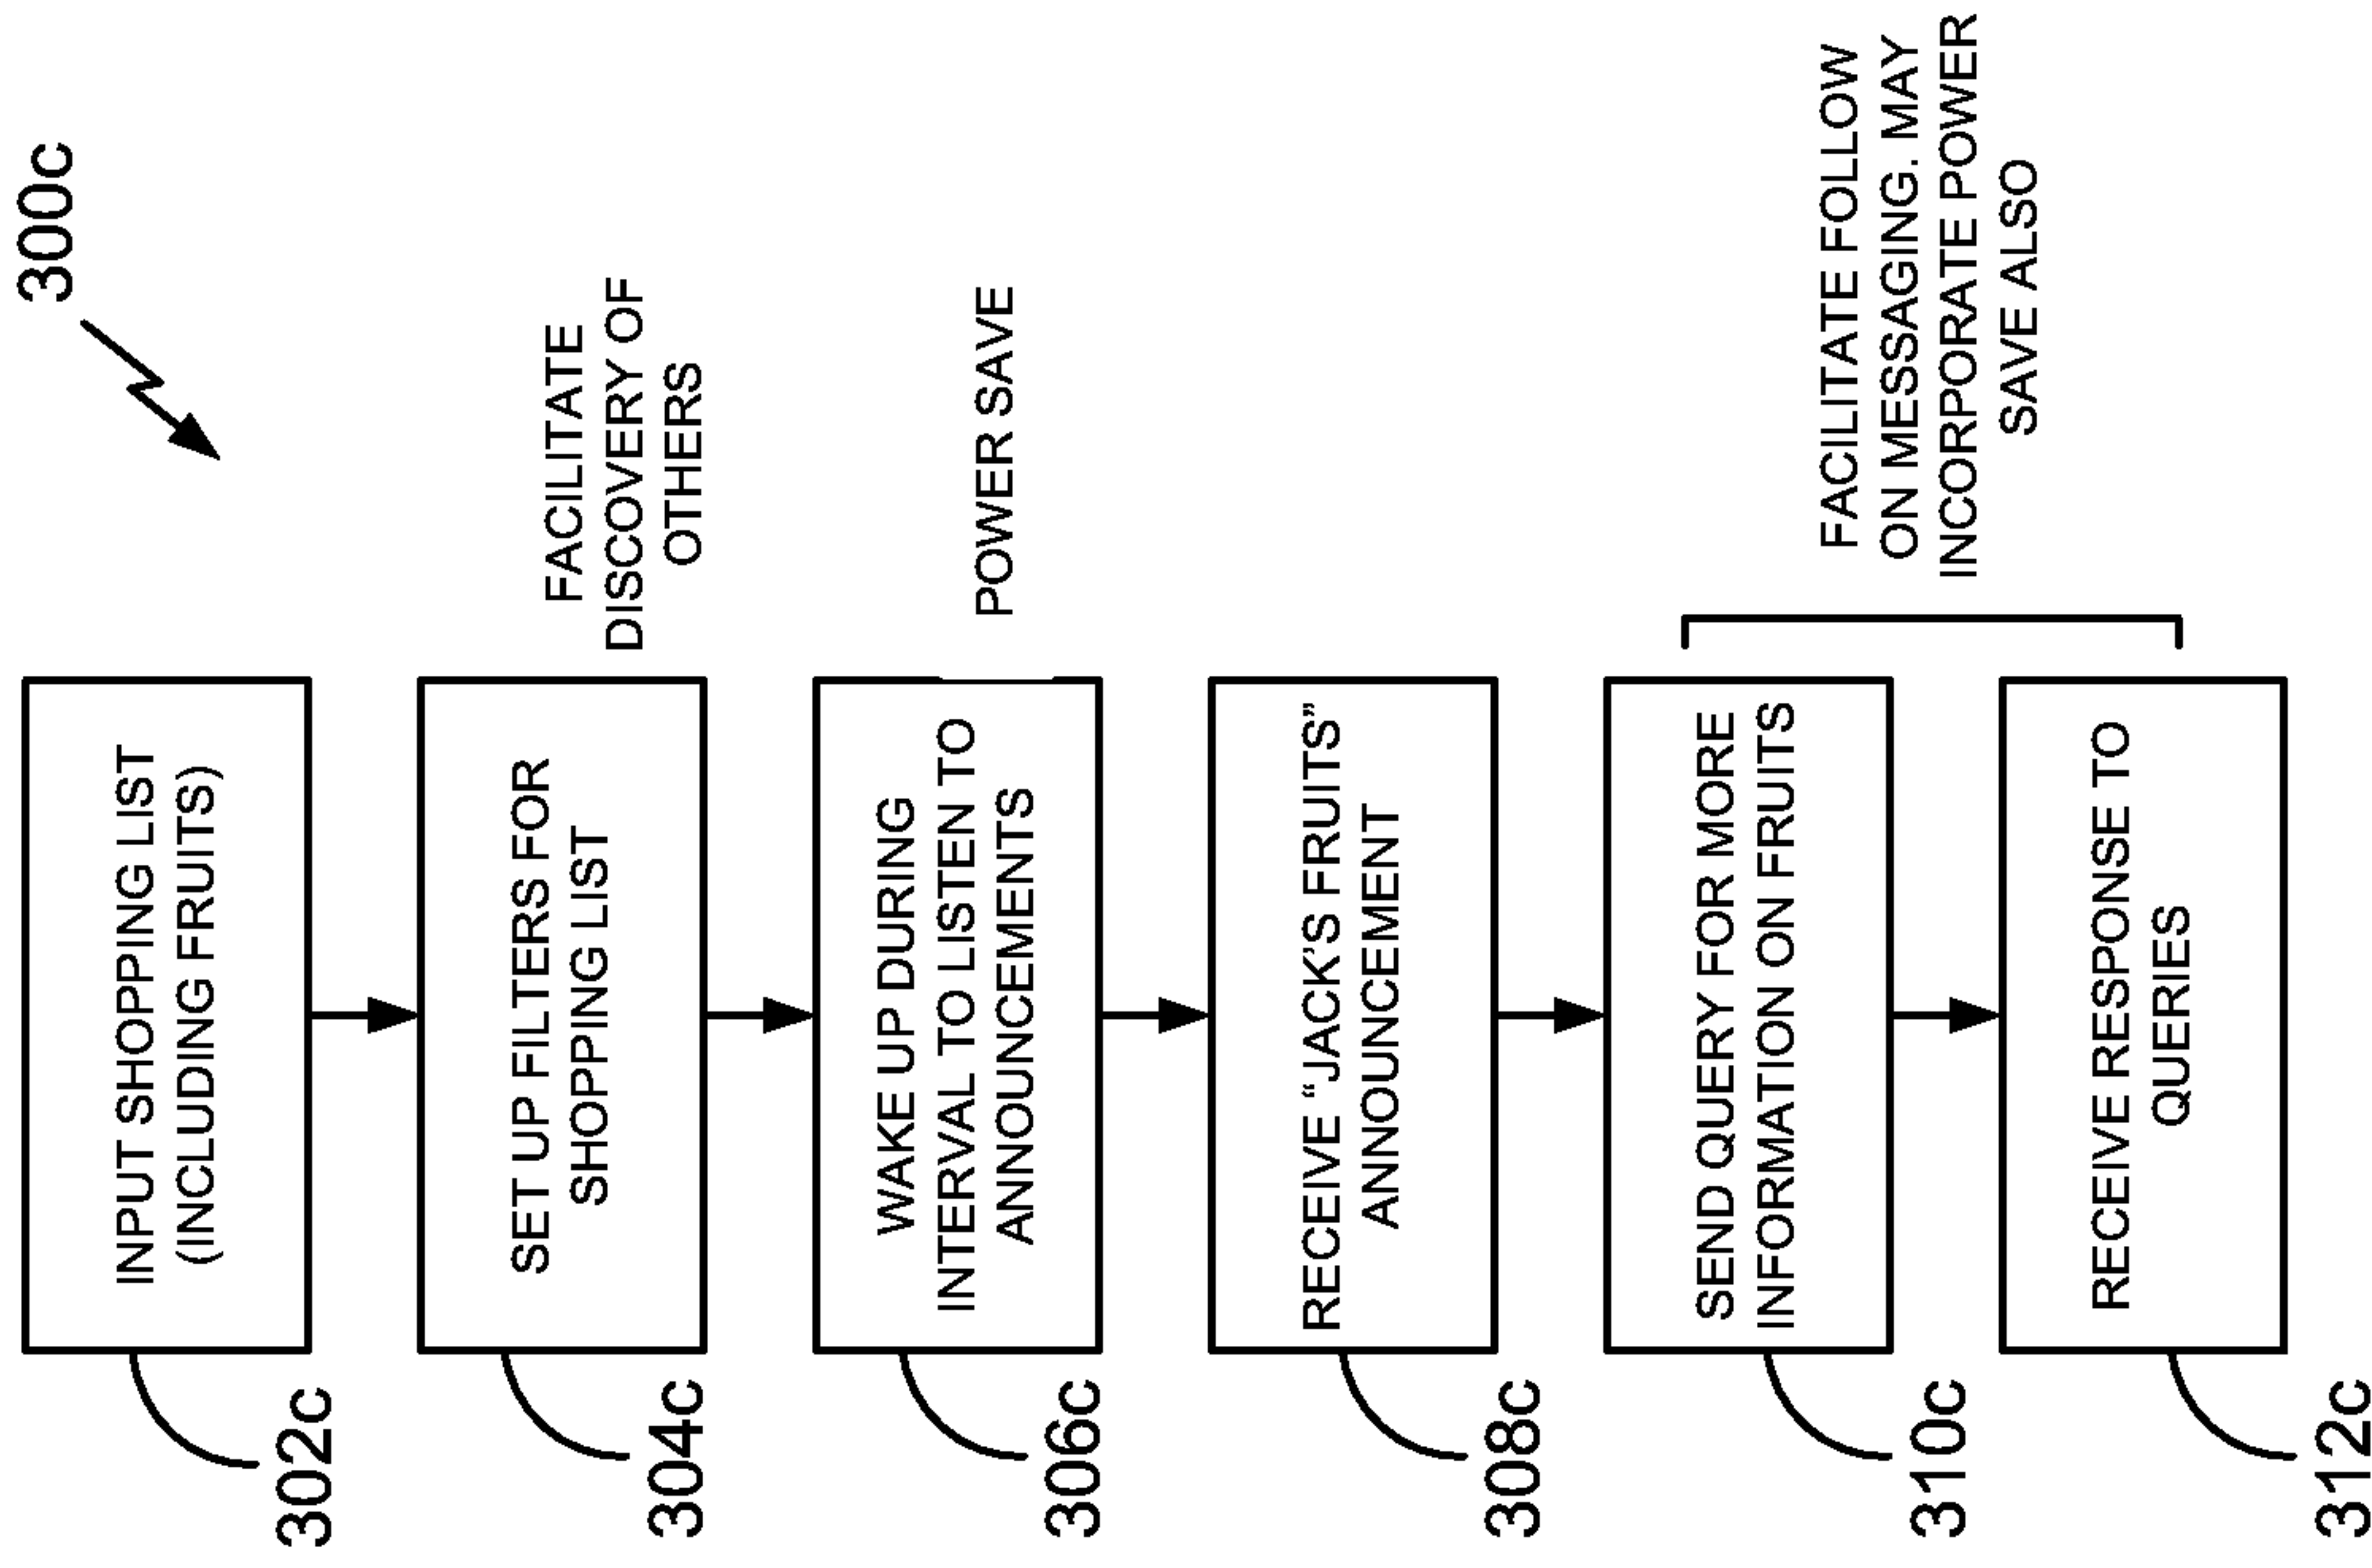 300c
INPUT SHOPPING LIST
(INCLUDING FRUITS)
302c
SET UP FILTERS FOR
SHOPPING LIST
304c
FACILITATE
DISCOVERY OF
OTHERS
WAKE UP DURING
INTERVAL TO LISTEN TO
ANNOUNCEMENTS
306c
POWER SAVE
RECEIVE “JACK'S FRUITS”
ANNOUNCEMENT
308c
SEND QUERY FOR MORE
INFORMATION ON FRUITS
310c
RECEIVE RESPONSE TO
QUERIES
312c
FACILITATE FOLLOW
ON MESSAGING. MAY
INCORPORATE POWER
SAVE ALSO